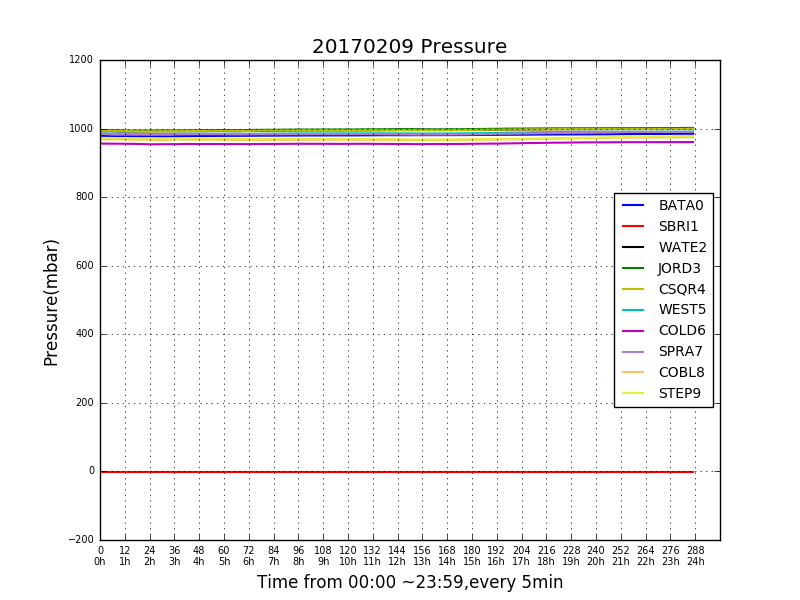 20170209 Pressure
1200
1000
800
600
400
200
0
−200
Pressure(mbar)
BATA0
SBRI1
WATE2
JORD3
CSQR4
WEST5
COLD6
SPRA7
COBL8
STEP9
0 12 24 36 48 60 72 84 96 108 120 132 144 156 168 180 192 204 216 228 240 252 264 276 288
0h 1h 2h 3h 4h 5h 6h 7h 8h 9h 10h 11h 12h 13h 14h 15h 16h 17h 18h 19h 20h 21h 22h 23h 24h
Time from 00:00 ~23:59,every 5min